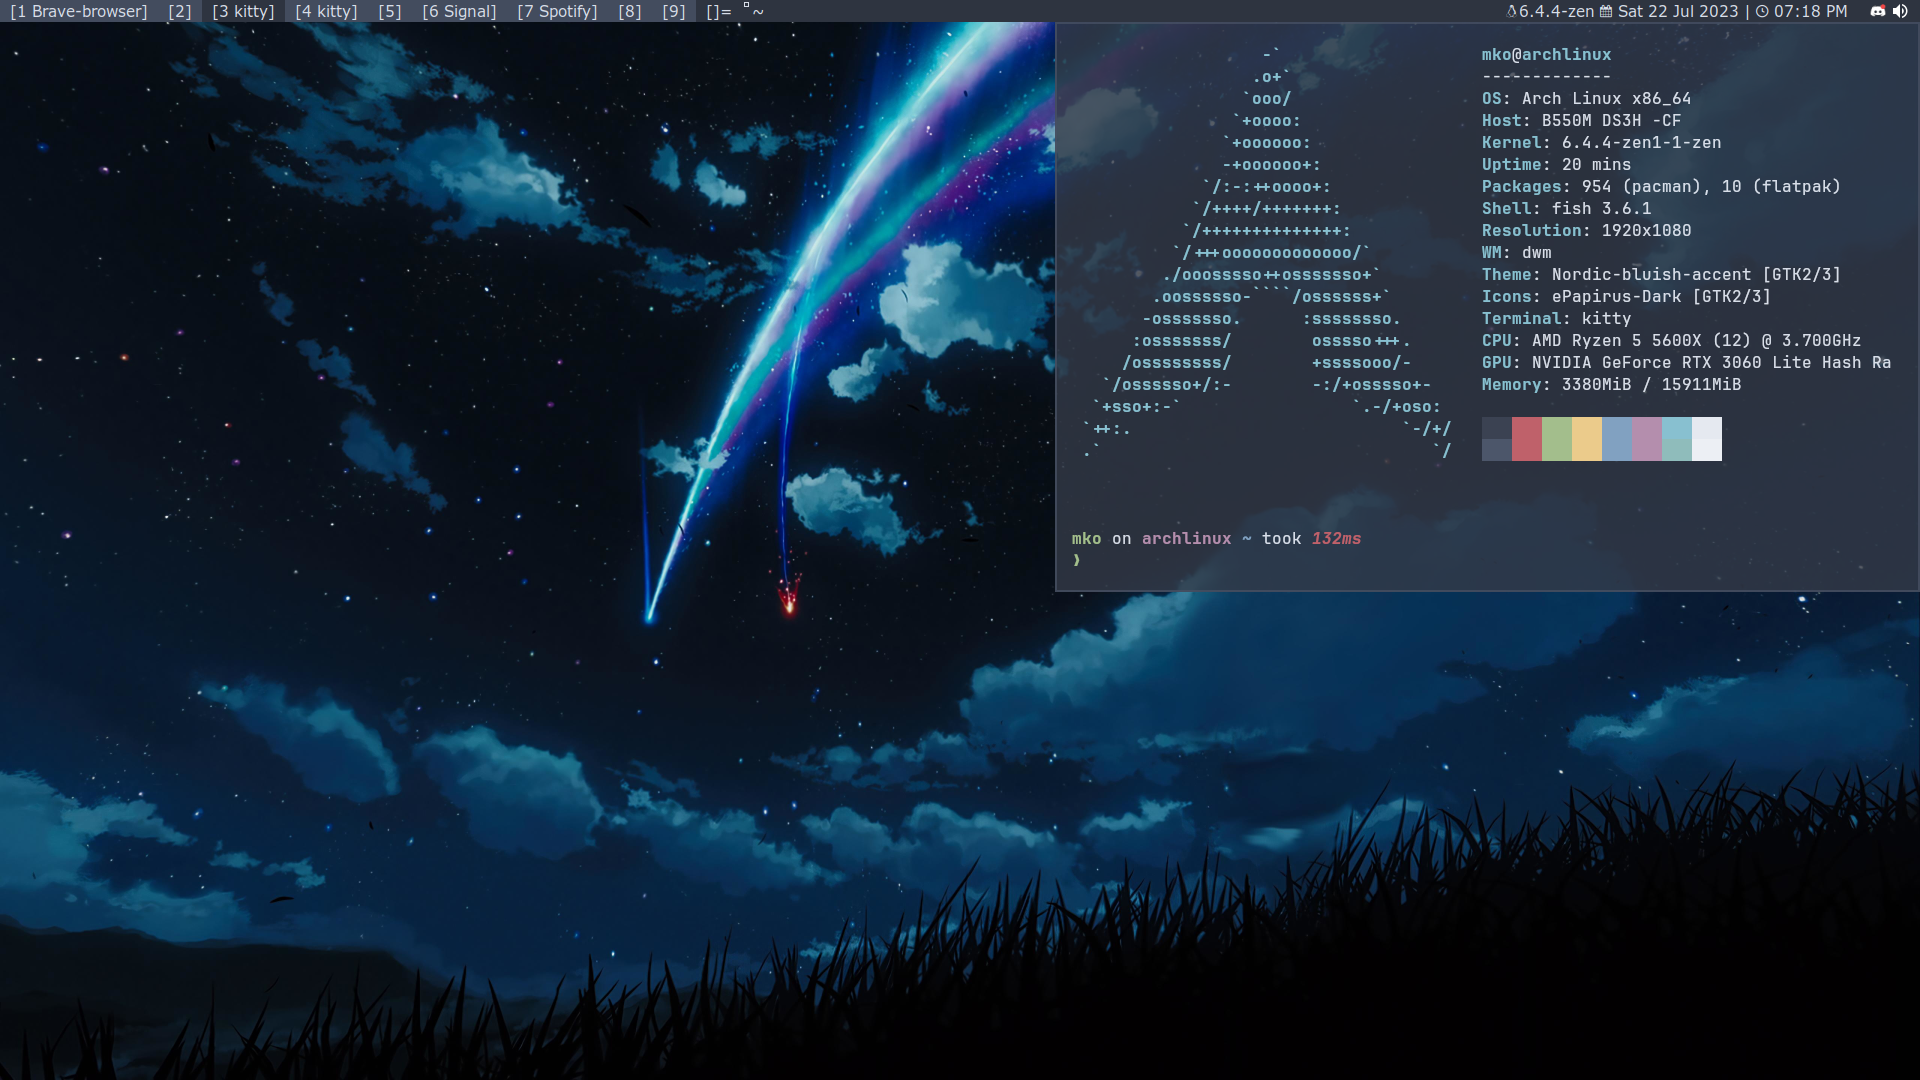 [1 Brave-browser] [2] [3 kitty] [4 kitty] [5] [6 Signal] [7 Spotify] [8] [9] []= ~ 6.4.4-zen Sat 22 Jul 2023 | 07:18 PM
-`
.o+`
`ooo/
`+oooo:
`+oooooo:
-+oooooo+:
`/:-:++oooo+:
`/++++/+++++++:
`/++++++++++++++:
`/+++ooooooooooooo/`
./ooosssso++osssssso+`
.oossssso-````/ossssss+`
-osssssso.      :ssssssso.
:osssssss/        osssso+++.
/ossssssss/        +ssssooo/-
`/ossssso+/:-        -:/+osssso+-
`+sso+:-`                 `.-/+oso:
`++:.                           `-/+/
.`                                 `/
mko@archlinux
-------------
OS: Arch Linux x86_64
Host: B550M DS3H -CF
Kernel: 6.4.4-zen1-1-zen
Uptime: 20 mins
Packages: 954 (pacman), 10 (flatpak)
Shell: fish 3.6.1
Resolution: 1920x1080
WM: dwm
Theme: Nordic-bluish-accent [GTK2/3]
Icons: ePapirus-Dark [GTK2/3]
Terminal: kitty
CPU: AMD Ryzen 5 5600X (12) @ 3.700GHz
GPU: NVIDIA GeForce RTX 3060 Lite Hash Ra
Memory: 3380MiB / 15911MiB
mko on archlinux ~ took 132ms
❫